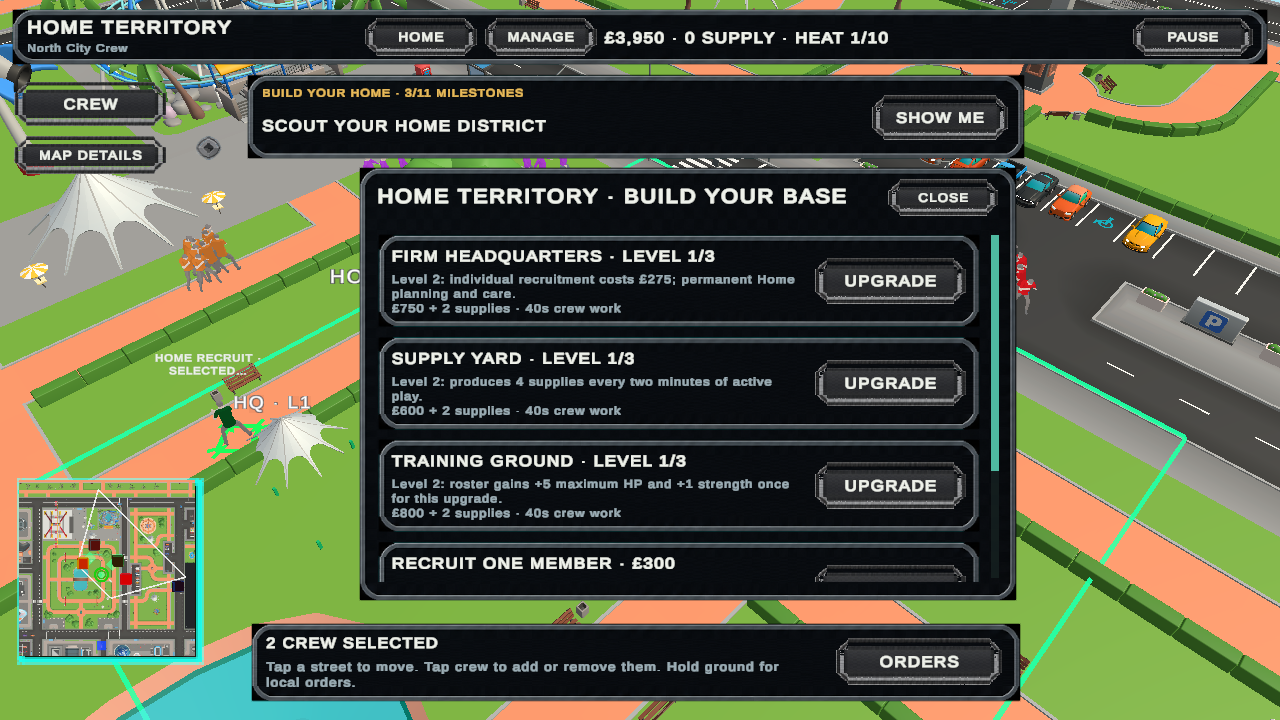 HOME TERRITORY
North City Crew
HOME
MANAGE
£3,950 · 0 SUPPLY · HEAT 1/10
PAUSE
CREW
MAP DETAILS
BUILD YOUR HOME · 3/11 MILESTONES
SCOUT YOUR HOME DISTRICT
SHOW ME
HOME TERRITORY · BUILD YOUR BASE
CLOSE
FIRM HEADQUARTERS · LEVEL 1/3
Level 2: individual recruitment costs £275; permanent Home
planning and care.
£750 + 2 supplies · 40s crew work
UPGRADE
SUPPLY YARD · LEVEL 1/3
Level 2: produces 4 supplies every two minutes of active
play.
£600 + 2 supplies · 40s crew work
UPGRADE
TRAINING GROUND · LEVEL 1/3
Level 2: roster gains +5 maximum HP and +1 strength once
for this upgrade.
£800 + 2 supplies · 40s crew work
UPGRADE
RECRUIT ONE MEMBER · £300
HO
HOME RECRUIT ·
SELECTED...
HQ · L1
P
2 CREW SELECTED
Tap a street to move. Tap crew to add or remove them. Hold ground for
local orders.
ORDERS